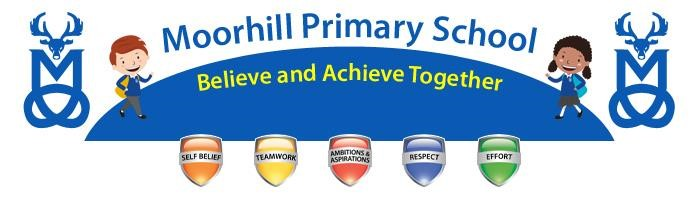 Moorhill Primary School
Believe and Achieve Together
SELF BELIEF
TEAMWORK
AMBITIONS &
ASPIRATIONS
RESPECT
EFFORT